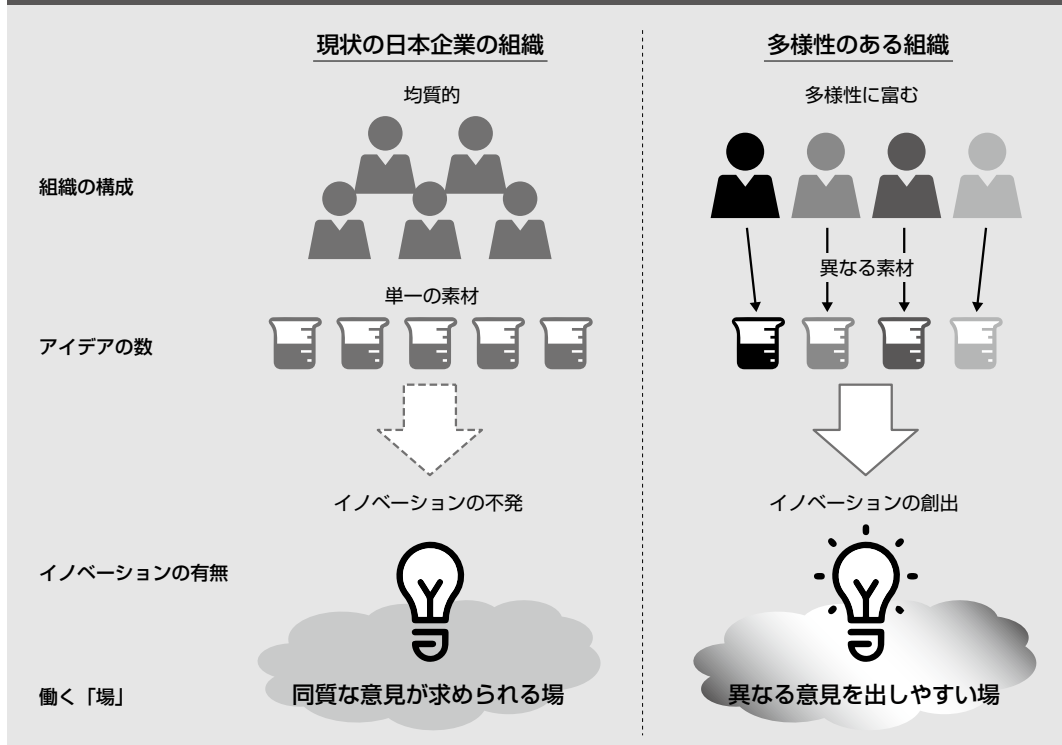 現状の日本企業の組織
多様性のある組織
均質的
多様性に富む
組織の構成
異なる素材
単一の素材
アイデアの数
イノベーションの不発
イノベーションの創出
イノベーションの有無
働く「場」
同質な意見が求められる場
異なる意見を出しやすい場